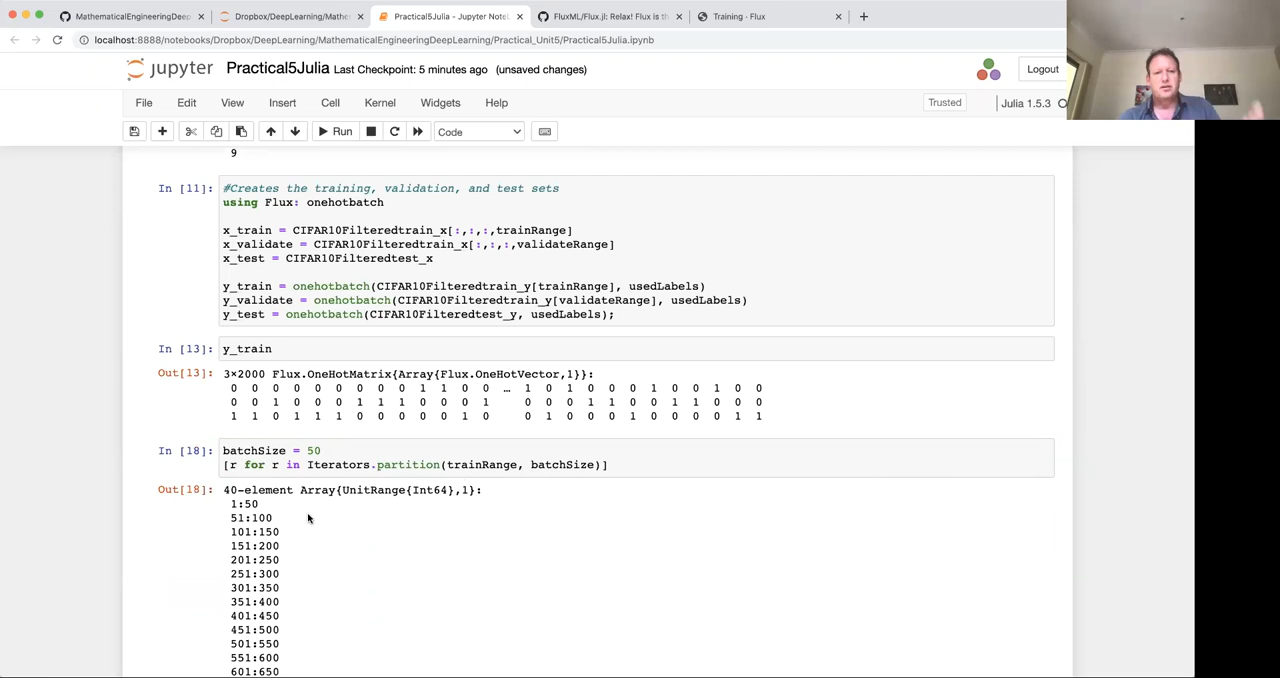 MathematicalEngineeringDeep
Dropbox/DeepLearning/Mathe
Practical5Julia - Jupyter Note
FluxML/Flux.jl: Relax! Flux is th
Training · Flux
localhost:8888/notebooks/Dropbox/DeepLearning/MathematicalEngineeringDeepLearning/Practical_Unit5/Practical5Julia.ipynb
jupyter Practical5Julia Last Checkpoint: 5 minutes ago (unsaved changes)
Logout
File Edit View Insert Cell Kernel Widgets Help
Trusted
Julia 1.5.3
Run
Code
9
In [11]: #Creates the training, validation, and test sets
using Flux: onehotbatch
x_train = CIFAR10Filteredtrain_x[:,:,:,trainRange]
x_validate = CIFAR10Filteredtrain_x[:,:,:,validateRange]
x_test = CIFAR10Filteredtest_x
y_train = onehotbatch(CIFAR10Filteredtrain_y[trainRange], usedLabels)
y_validate = onehotbatch(CIFAR10Filteredtrain_y[validateRange], usedLabels)
y_test = onehotbatch(CIFAR10Filteredtest_y, usedLabels);
In [13]: y_train
Out[13]: 3×2000 Flux.OneHotMatrix{Array{Flux.OneHotVector,1}}:
0 0 0 0 0 0 0 0 0 1 1 0 0 … 1 0 1 0 0 0 1 0 0 1 0 0
0 0 1 0 0 0 1 1 1 0 0 0 1 0 0 0 1 1 0 0 1 1 0 0 0
1 1 0 1 1 1 0 0 0 0 0 1 0 0 1 0 0 0 1 0 0 0 0 1 1
In [18]: batchSize = 50
[r for r in Iterators.partition(trainRange, batchSize)]
Out[18]: 40-element Array{UnitRange{Int64},1}:
1:50
51:100
101:150
151:200
201:250
251:300
301:350
351:400
401:450
451:500
501:550
551:600
601:650